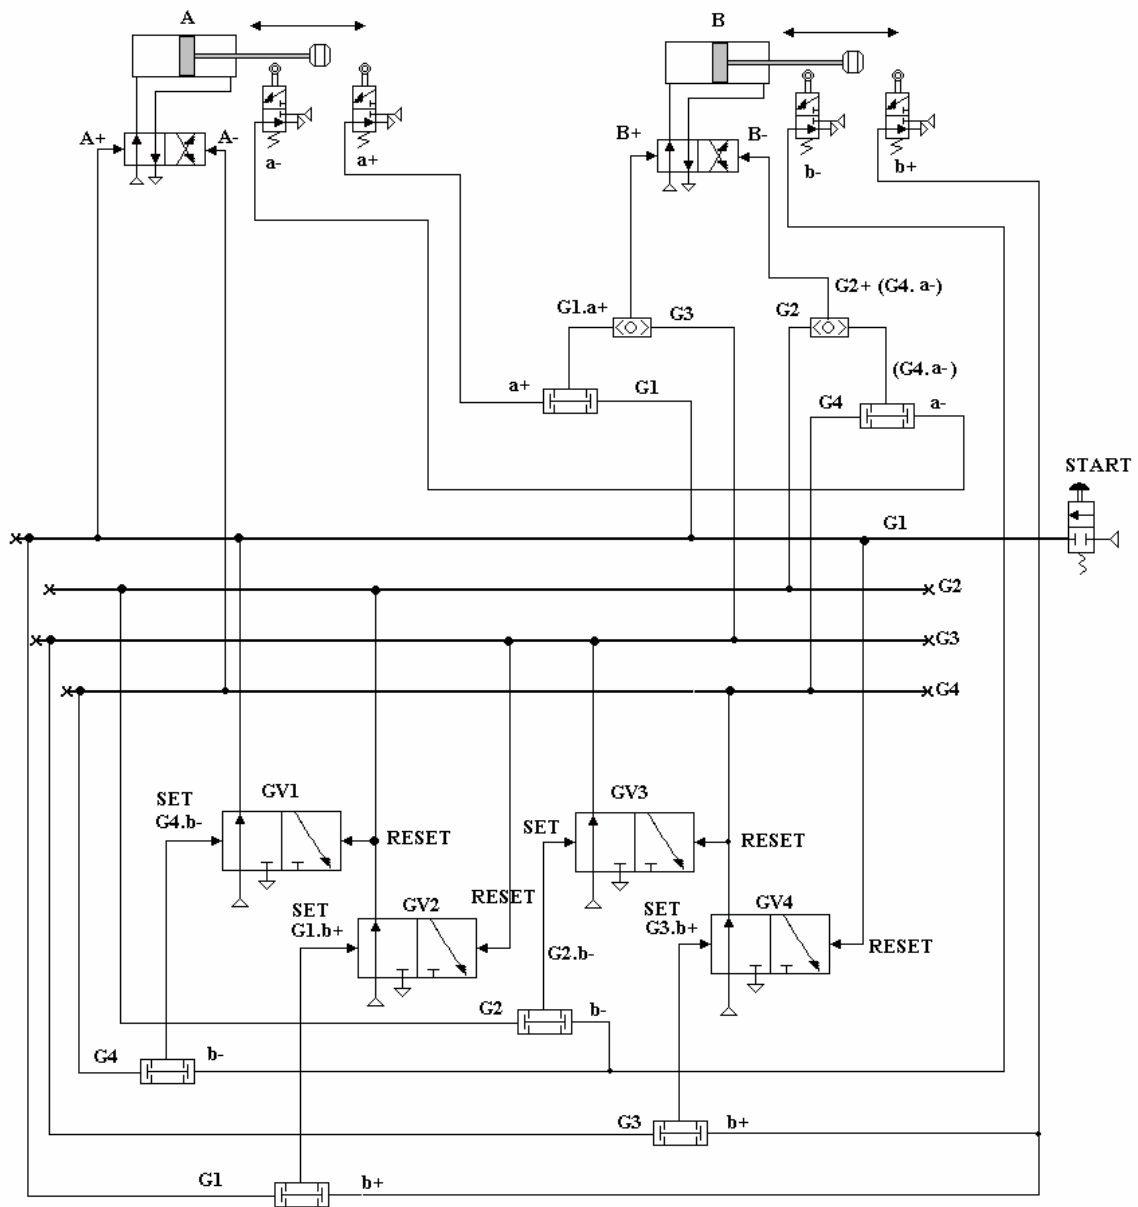 A
B
A+
A-
a-
a+
B+
B-
b-
b+
G2+ (G4. a-)
G1.a+
G3
G2
(G4. a-)
a+
G1
G4
a-
START
G1
G2
G3
G4
GV1
GV3
SET
G4.b-
RESET
SET
RESET
GV2
RESET
SET
G1.b+
GV4
SET
G3.b+
RESET
G2.b-
G2
b-
G4
b-
G3
b+
G1
b+